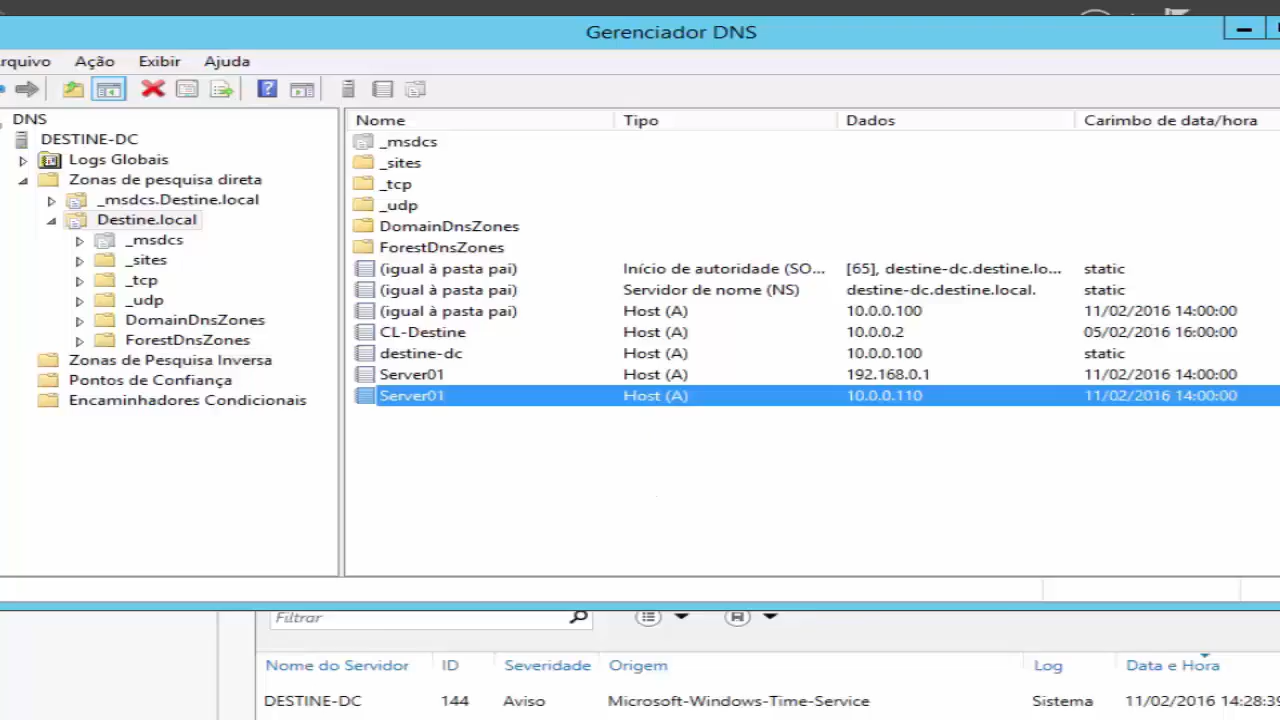 Gerenciador DNS
rquivo Ação Exibir Ajuda
DNS
DESTINE-DC
Logs Globais
Zonas de pesquisa direta
_msdcs.Destine.local
Destine.local
_msdcs
_sites
_tcp
_udp
DomainDnsZones
ForestDnsZones
Zonas de Pesquisa Inversa
Pontos de Confiança
Encaminhadores Condicionais
Nome Tipo Dados Carimbo de data/hora
_msdcs
_sites
_tcp
_udp
DomainDnsZones
ForestDnsZones
(igual à pasta pai) Início de autoridade (SO... [65], destine-dc.destine.lo... static
(igual à pasta pai) Servidor de nome (NS) destine-dc.destine.local. static
(igual à pasta pai) Host (A) 10.0.0.100 11/02/2016 14:00:00
CL-Destine Host (A) 10.0.0.2 05/02/2016 16:00:00
destine-dc Host (A) 10.0.0.100 static
Server01 Host (A) 192.168.0.1 11/02/2016 14:00:00
Server01 Host (A) 10.0.0.110 11/02/2016 14:00:00
Filtrar
Nome do Servidor ID Severidade Origem Log Data e Hora
DESTINE-DC 144 Aviso Microsoft-Windows-Time-Service Sistema 11/02/2016 14:28:39